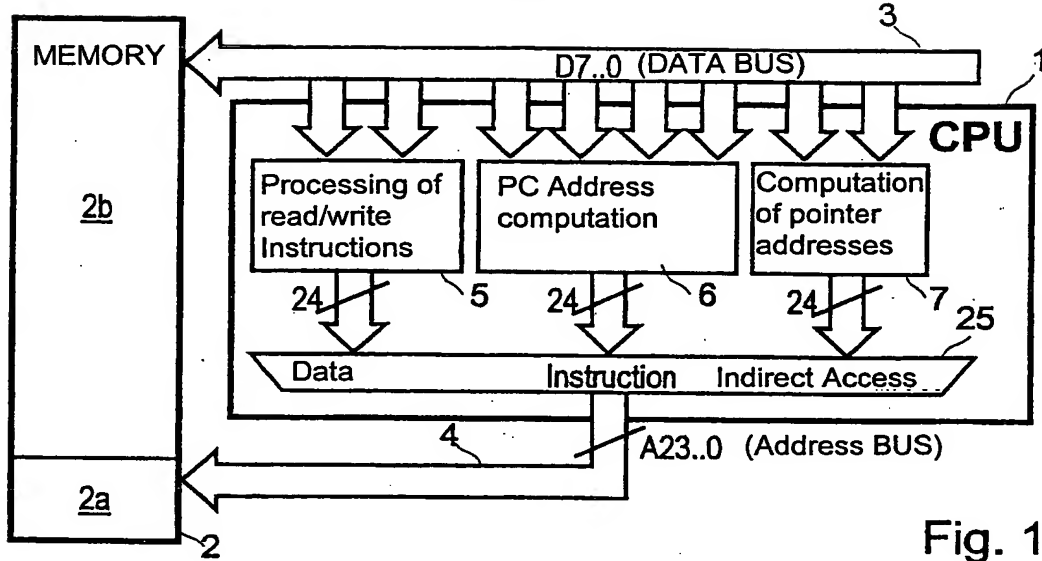 3
MEMORY
D7..0 (DATA BUS)
1
CPU
2b
Processing of
read/write
Instructions
PC Address
computation
Computation
of pointer
addresses
24
5
24
6
24
7
25
Data
Instruction
Indirect Access
4
A23..0 (Address BUS)
2a
2
Fig. 1